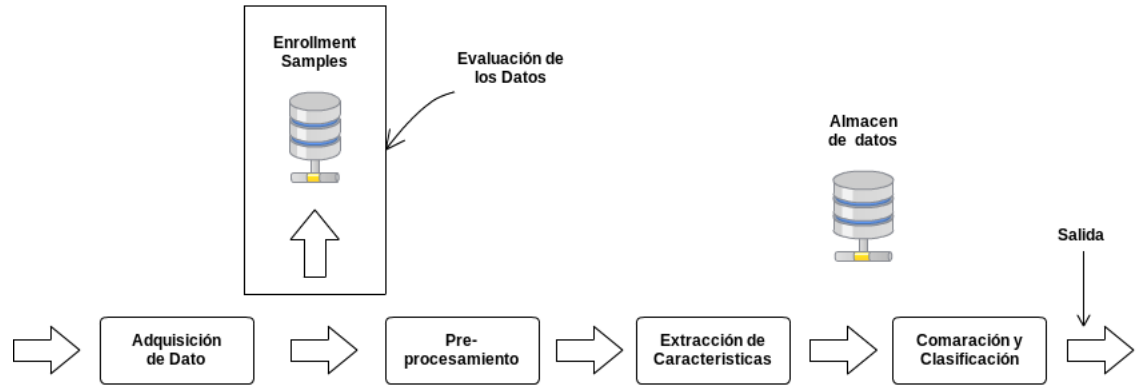 Enrollment
Samples
Evaluación de
los Datos
Almacen
de datos
Salida
Adquisición
de Dato
Pre-
procesamiento
Extracción de
Caracteristicas
Comaración y
Clasificación